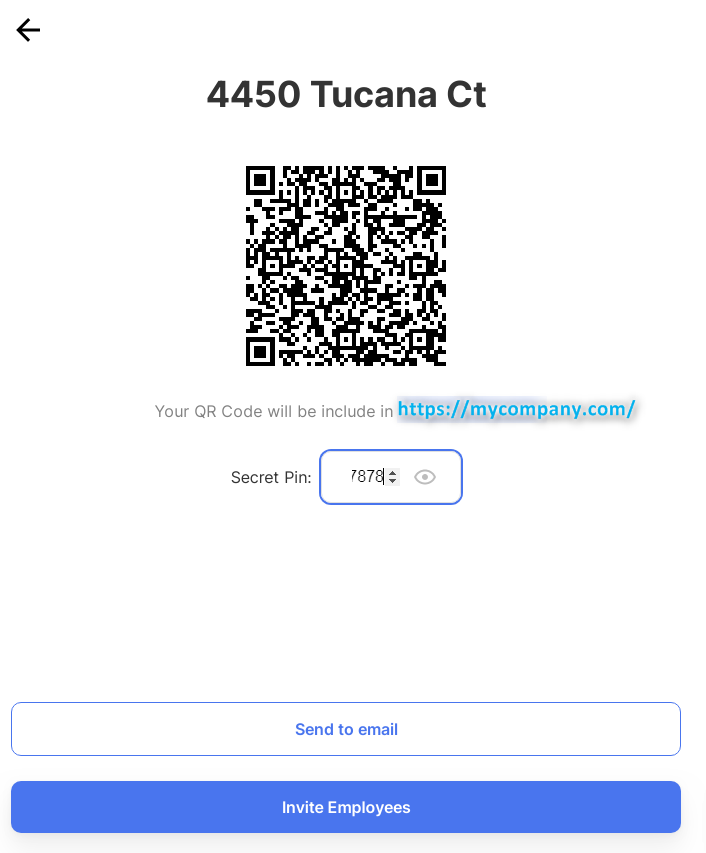 4450 Tucana Ct
Your QR Code will be include in https://mycompany.com/
Secret Pin: 7878
Send to email
Invite Employees